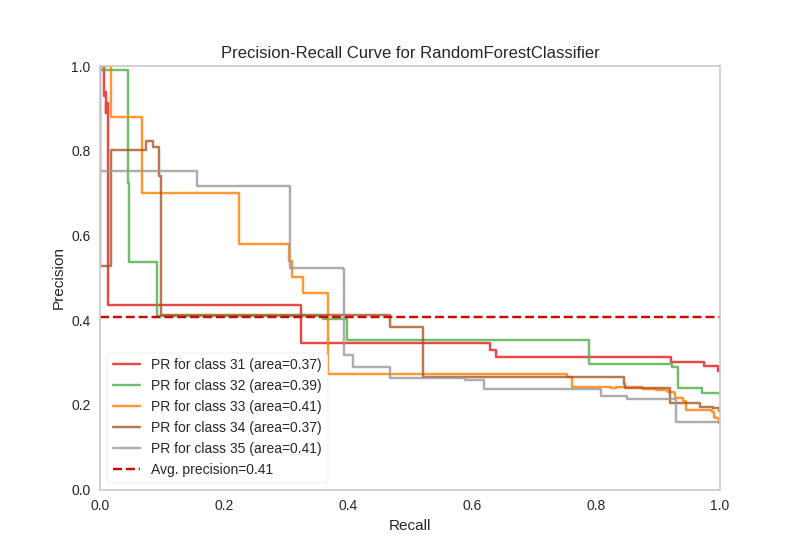 Precision-Recall Curve for RandomForestClassifier
1.0
0.8
0.6
0.4
0.2
0.0
Precision
PR for class 31 (area=0.37)
PR for class 32 (area=0.39)
PR for class 33 (area=0.41)
PR for class 34 (area=0.37)
PR for class 35 (area=0.41)
Avg. precision=0.41
0.0 0.2 0.4 0.6 0.8 1.0
Recall